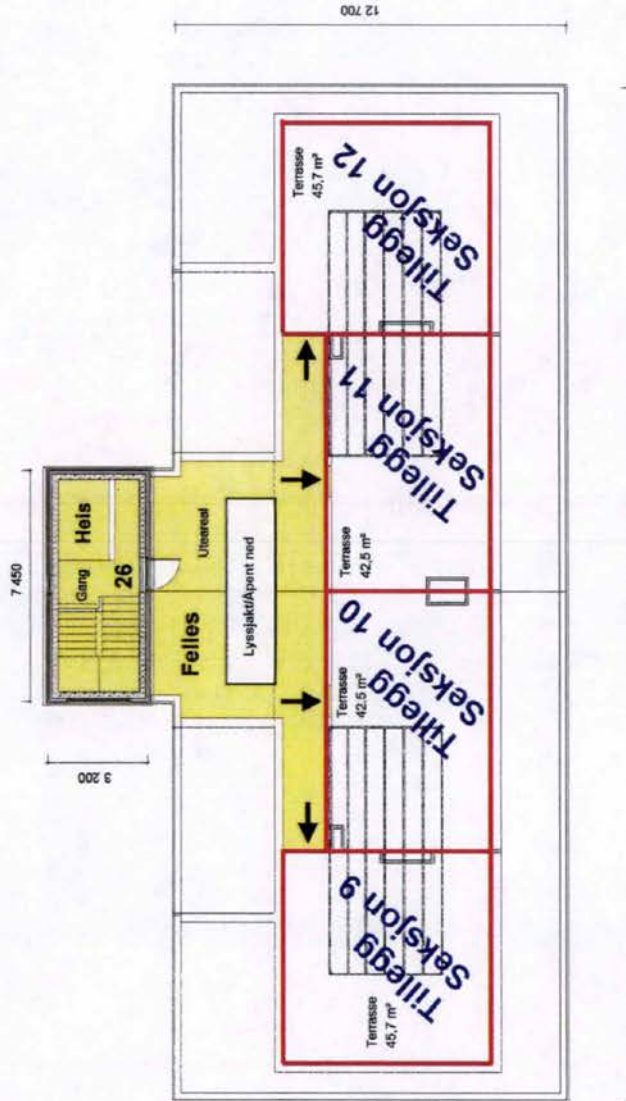 12 700
7 450
3 200
Heis
Gang
26
Uteareal
Felles
Lyssjakt/Åpent ned
Terrasse
45,7 m²
Tillegg
Seksjon 12
Terrasse
42,5 m²
Tillegg
Seksjon 11
Terrasse
42,5 m²
Tillegg
Seksjon 10
Terrasse
45,7 m²
Tillegg
Seksjon 9